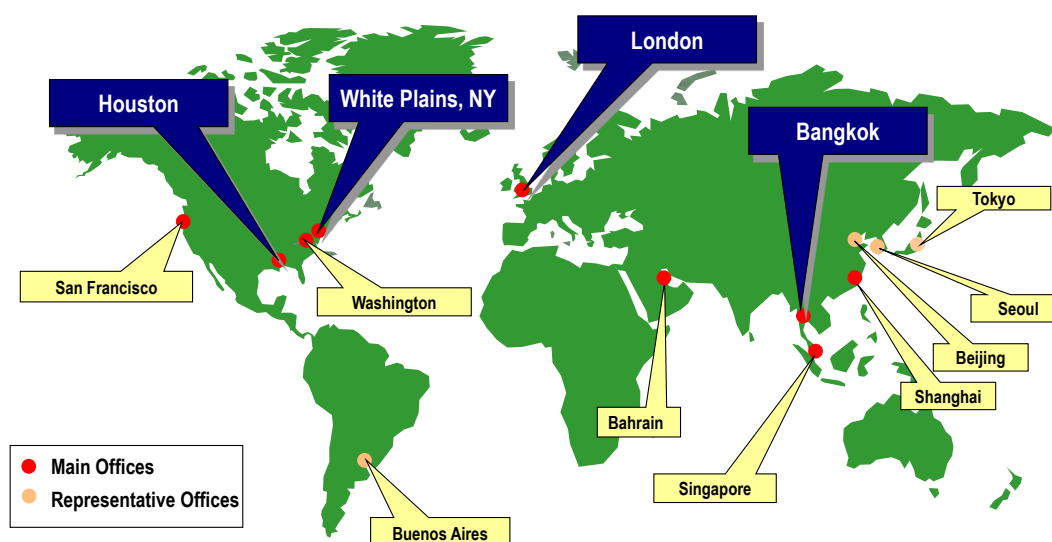 London
White Plains, NY
Houston
Bangkok
Tokyo
San Francisco
Washington
Seoul
Beijing
Shanghai
Bahrain
Main Offices
Singapore
Representative Offices
Buenos Aires